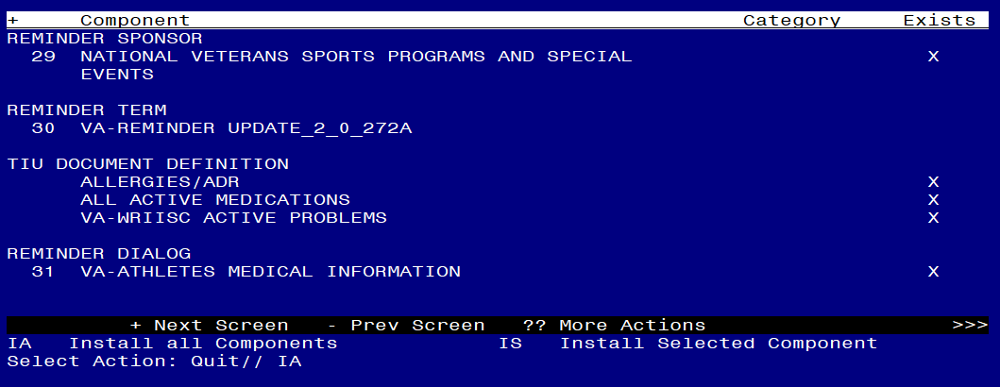 + Component Category Exists
REMINDER SPONSOR
29 NATIONAL VETERANS SPORTS PROGRAMS AND SPECIAL X
EVENTS
REMINDER TERM
30 VA-REMINDER UPDATE_2_0_272A
TIU DOCUMENT DEFINITION
ALLERGIES/ADR X
ALL ACTIVE MEDICATIONS X
VA-WRIISC ACTIVE PROBLEMS X
REMINDER DIALOG
31 VA-ATHLETES MEDICAL INFORMATION X
+ Next Screen - Prev Screen ?? More Actions >>>
IA Install all Components IS Install Selected Component
Select Action: Quit// IA